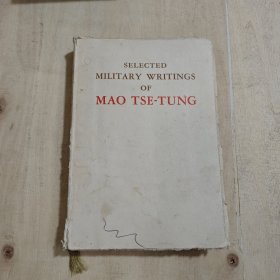 SELECTED
MILITARY WRITINGS
OF
MAO TSE-TUNG